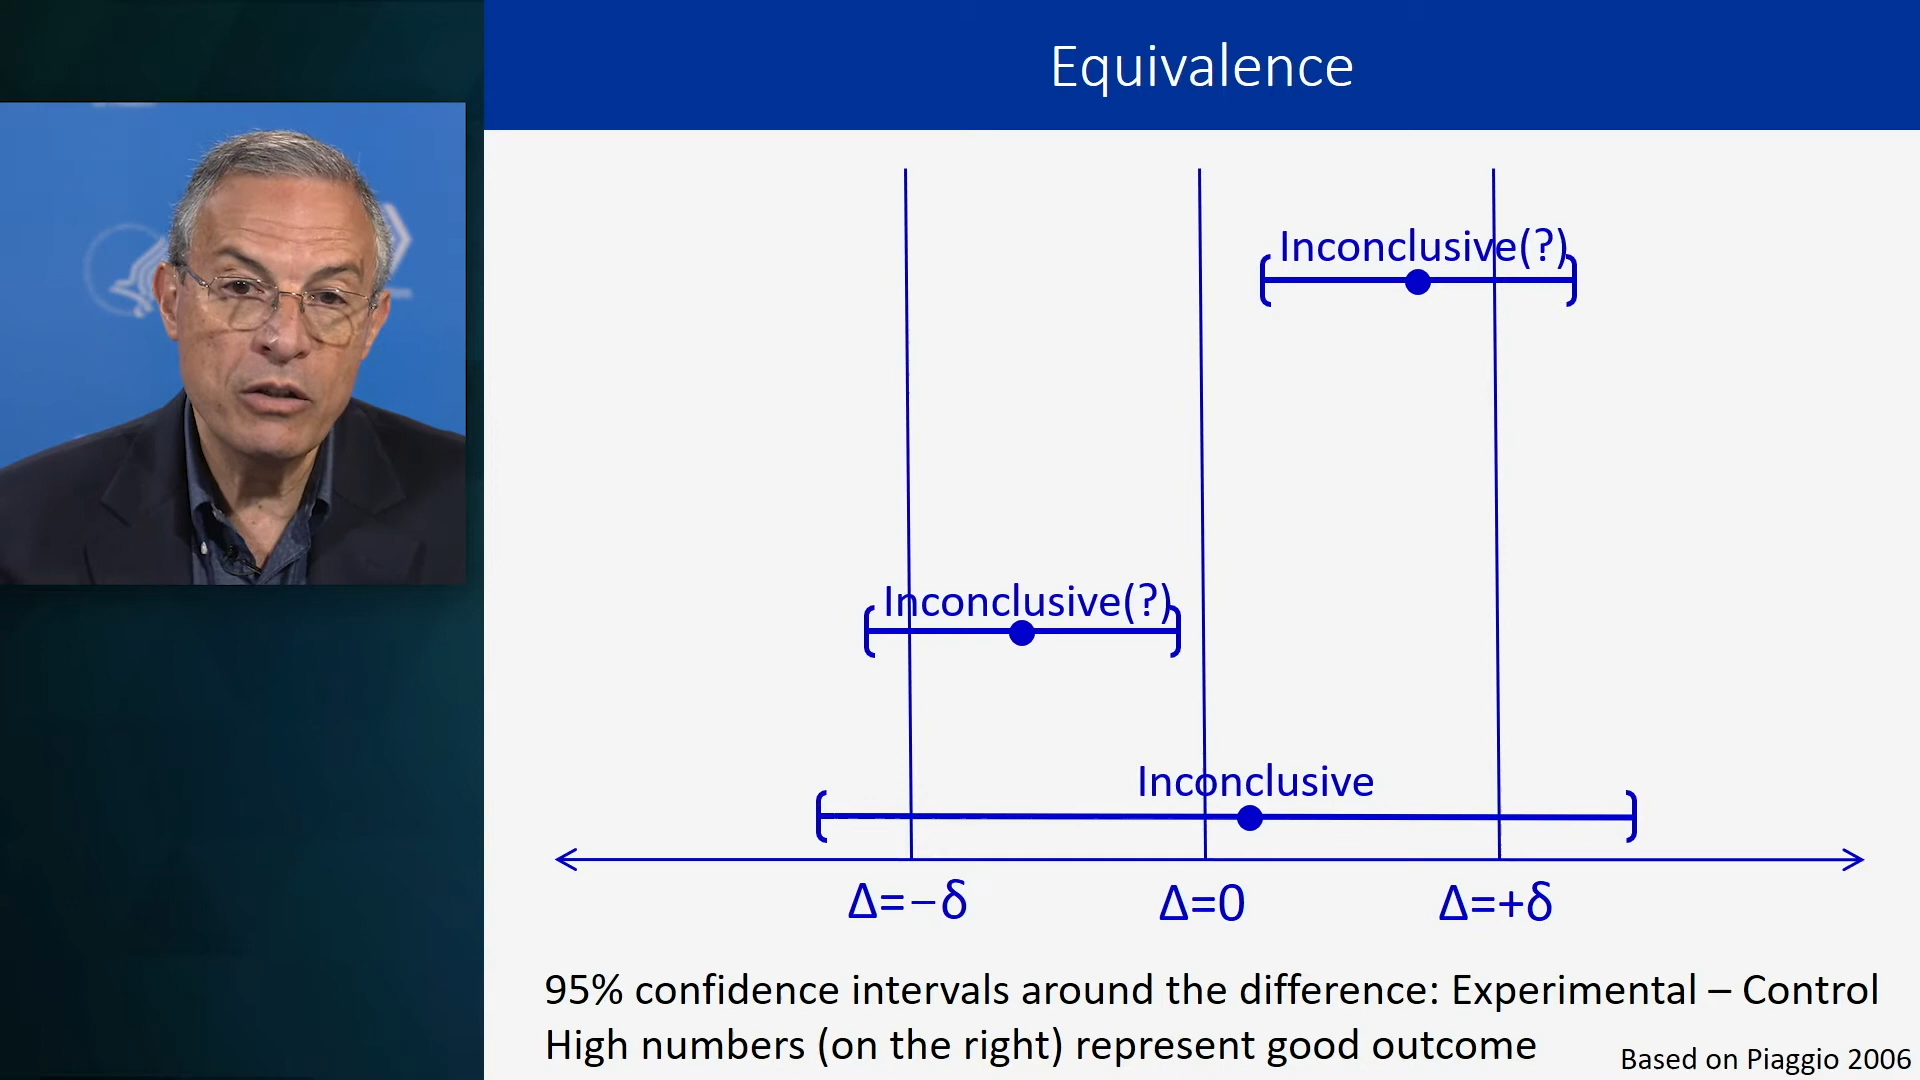 Equivalence
Inconclusive(?)
Inconclusive(?)
Inconclusive
Δ=−δ
Δ=0
Δ=+δ
95% confidence intervals around the difference: Experimental – Control
High numbers (on the right) represent good outcome
Based on Piaggio 2006